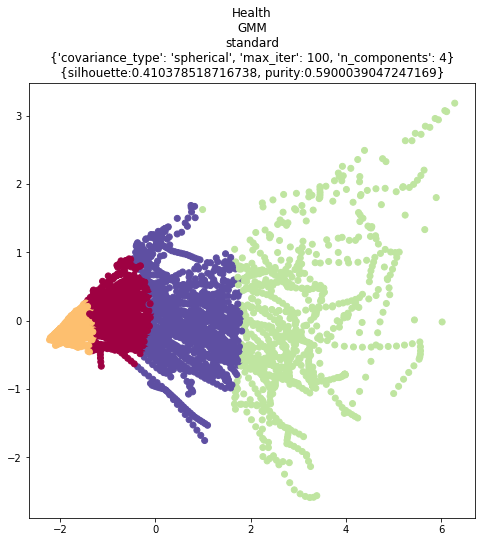 Health
GMM
standard
{'covariance_type': 'spherical', 'max_iter': 100, 'n_components': 4}
{silhouette:0.410378518716738, purity:0.5900039047247169}
3
2
1
0
−1
−2
−2
0
2
4
6